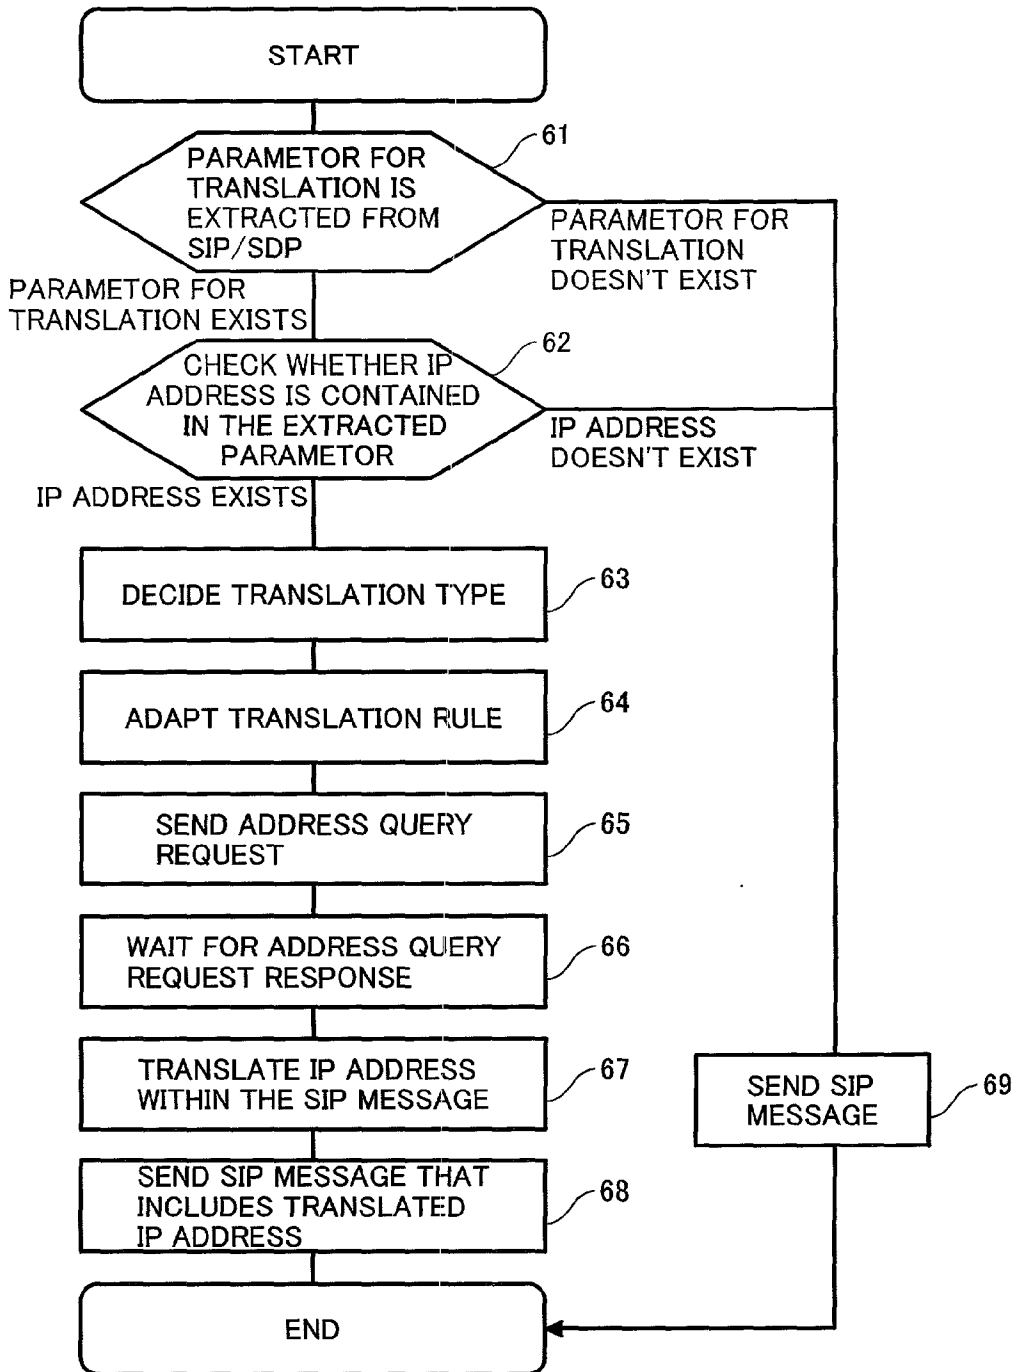 START
61
PARAMETOR FOR
TRANSLATION IS
EXTRACTED FROM
SIP/SDP
PARAMETOR FOR
TRANSLATION
DOESN'T EXIST
PARAMETOR FOR
TRANSLATION EXISTS
62
CHECK WHETHER IP
ADDRESS IS CONTAINED
IN THE EXTRACTED
PARAMETOR
IP ADDRESS
DOESN'T EXIST
IP ADDRESS EXISTS
DECIDE TRANSLATION TYPE
63
ADAPT TRANSLATION RULE
64
SEND ADDRESS QUERY
REQUEST
65
WAIT FOR ADDRESS QUERY
REQUEST RESPONSE
66
TRANSLATE IP ADDRESS
WITHIN THE SIP MESSAGE
67
SEND SIP
MESSAGE
69
SEND SIP MESSAGE THAT
INCLUDES TRANSLATED
IP ADDRESS
68
END